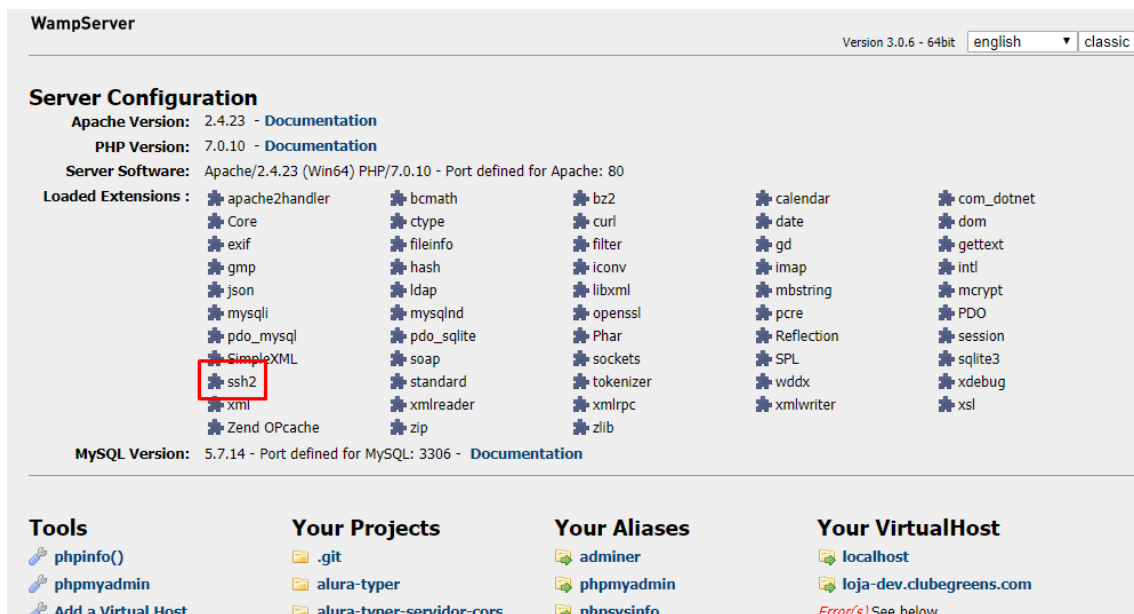 WampServer
Version 3.0.6 - 64bit english classic
Server Configuration
Apache Version: 2.4.23 - Documentation
PHP Version: 7.0.10 - Documentation
Server Software: Apache/2.4.23 (Win64) PHP/7.0.10 - Port defined for Apache: 80
Loaded Extensions : apache2handler bcmath bz2 calendar com_dotnet
Core ctype curl date dom
exif fileinfo filter gd gettext
gmp hash iconv imap intl
json ldap libxml mbstring mcrypt
mysqli mysqlnd openssl pcre PDO
pdo_mysql pdo_sqlite Phar Reflection session
SimpleXML soap sockets SPL sqlite3
ssh2 standard tokenizer wddx xdebug
xml xmlreader xmlrpc xmlwriter xsl
Zend OPcache zip zlib
MySQL Version: 5.7.14 - Port defined for MySQL: 3306 - Documentation
Tools Your Projects Your Aliases Your VirtualHost
phpinfo() .git adminer localhost
phpmyadmin alura-typer phpmyadmin loja-dev.clubegreens.com
Add a Virtual Host alura-typer-servidor-cors phpsysinfo Error(s) See below